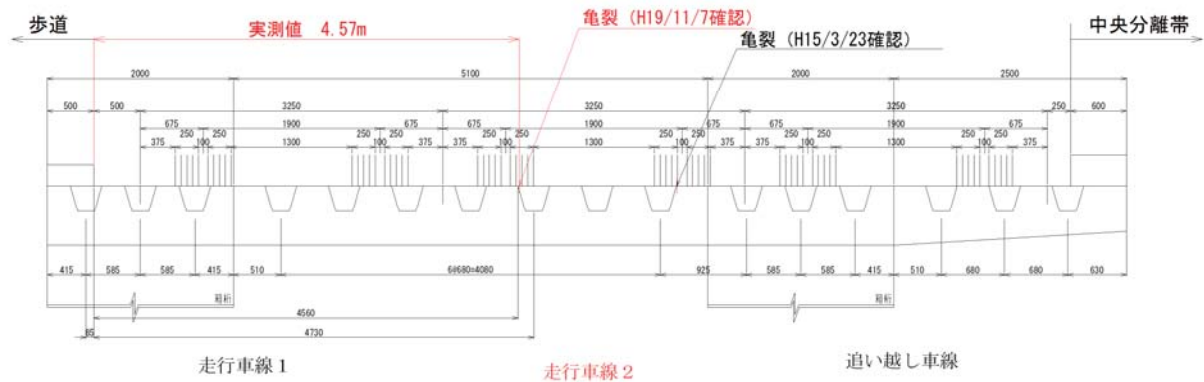 歩道
実測値 4.57m
亀裂（H19/11/7確認）
亀裂（H15/3/23確認）
中央分離帯
2000 5100 2000 2500
500 500 3250 3250 3250 250 600
675 1900 675 675 1900 675 675 1900 675
250 250 250 250 250 250 250 250 250 250 250 250
375 100 1300 100 375 375 100 1300 100 375 375 100 1300 100 375
415 585 585 415 510 6@680=4080 925 585 585 415 510 680 680 630
箱桁 箱桁
4560
85 4730
走行車線1
走行車線2
追い越し車線